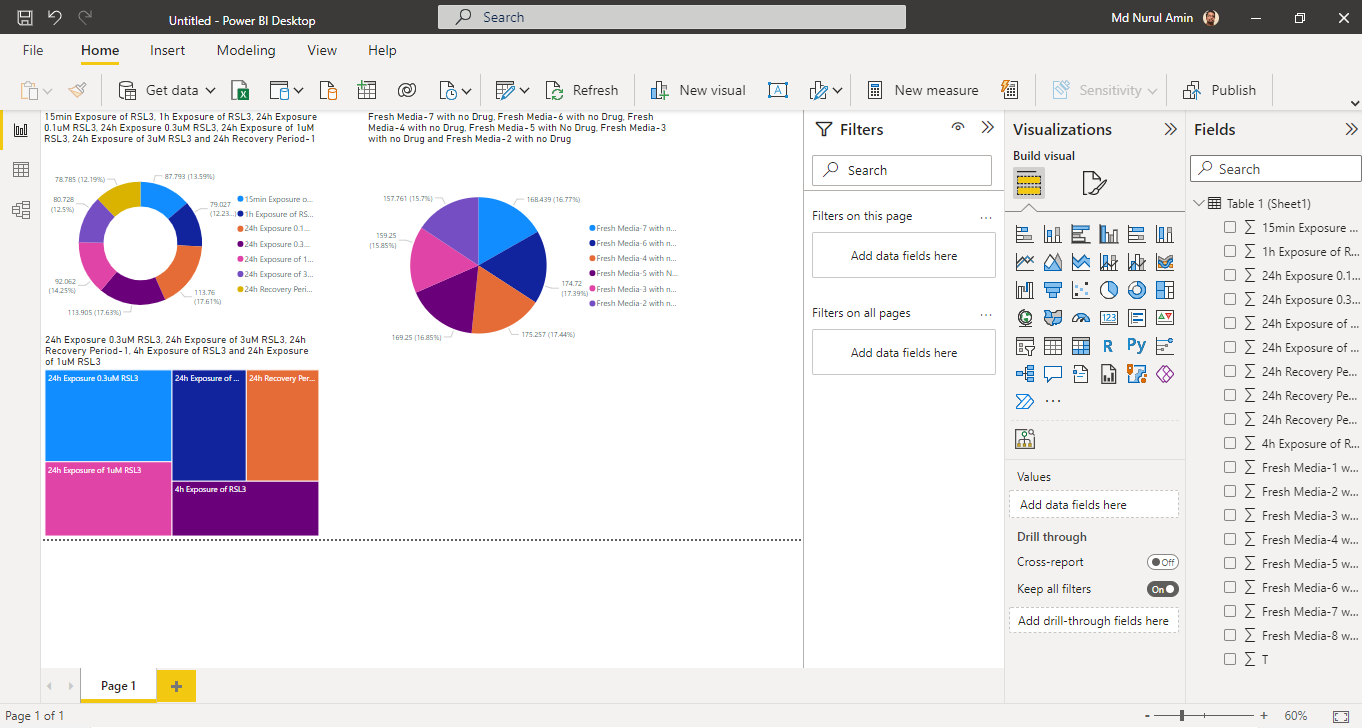 Untitled - Power BI Desktop
Search
Md Nurul Amin
File
Home
Insert
Modeling
View
Help
Get data
Refresh
New visual
New measure
Sensitivity
Publish
15min Exposure of RSL3, 1h Exposure of RSL3, 24h Exposure
0.1uM RSL3, 24h Exposure 0.3uM RSL3, 24h Exposure of 1uM
RSL3, 24h Exposure of 3uM RSL3 and 24h Recovery Period-1
78.785 (12.19%)
87.793 (13.59%)
80.728
(12.5%)
79.027
(12.23...)
92.062
(14.25%)
113.76
(17.61%)
113.905 (17.63%)
15min Exposure o...
1h Exposure of RS...
24h Exposure 0.1...
24h Exposure 0.3...
24h Exposure of 1...
24h Exposure of 3...
24h Recovery Peri...
Fresh Media-7 with no Drug, Fresh Media-6 with no Drug, Fresh
Media-4 with no Drug, Fresh Media-5 with No Drug, Fresh Media-3
with no Drug and Fresh Media-2 with no Drug
157.761 (15.7%)
168.439 (16.77%)
159.25
(15.85%)
174.72
(17.39%)
169.25 (16.85%)
175.257 (17.44%)
Fresh Media-7 with n...
Fresh Media-6 with n...
Fresh Media-4 with n...
Fresh Media-5 with N...
Fresh Media-3 with n...
Fresh Media-2 with n...
24h Exposure 0.3uM RSL3, 24h Exposure of 3uM RSL3, 24h
Recovery Period-1, 4h Exposure of RSL3 and 24h Exposure
of 1uM RSL3
24h Exposure 0.3uM RSL3
24h Exposure of ...
24h Recovery Per...
24h Exposure of 1uM RSL3
4h Exposure of RSL3
Filters
Search
Filters on this page
...
Add data fields here
Filters on all pages
...
Add data fields here
Visualizations
Build visual
123
R
Py
...
Values
Add data fields here
Drill through
Cross-report
Off
Keep all filters
On
Add drill-through fields here
Fields
Search
Table 1 (Sheet1)
∑ 15min Exposure ...
∑ 1h Exposure of R...
∑ 24h Exposure 0.1...
∑ 24h Exposure 0.3...
∑ 24h Exposure of ...
∑ 24h Exposure of ...
∑ 24h Recovery Pe...
∑ 24h Recovery Pe...
∑ 24h Recovery Pe...
∑ 4h Exposure of R...
∑ Fresh Media-1 w...
∑ Fresh Media-2 w...
∑ Fresh Media-3 w...
∑ Fresh Media-4 w...
∑ Fresh Media-5 w...
∑ Fresh Media-6 w...
∑ Fresh Media-7 w...
∑ Fresh Media-8 w...
∑ T
Page 1
+
Page 1 of 1
- + 60%